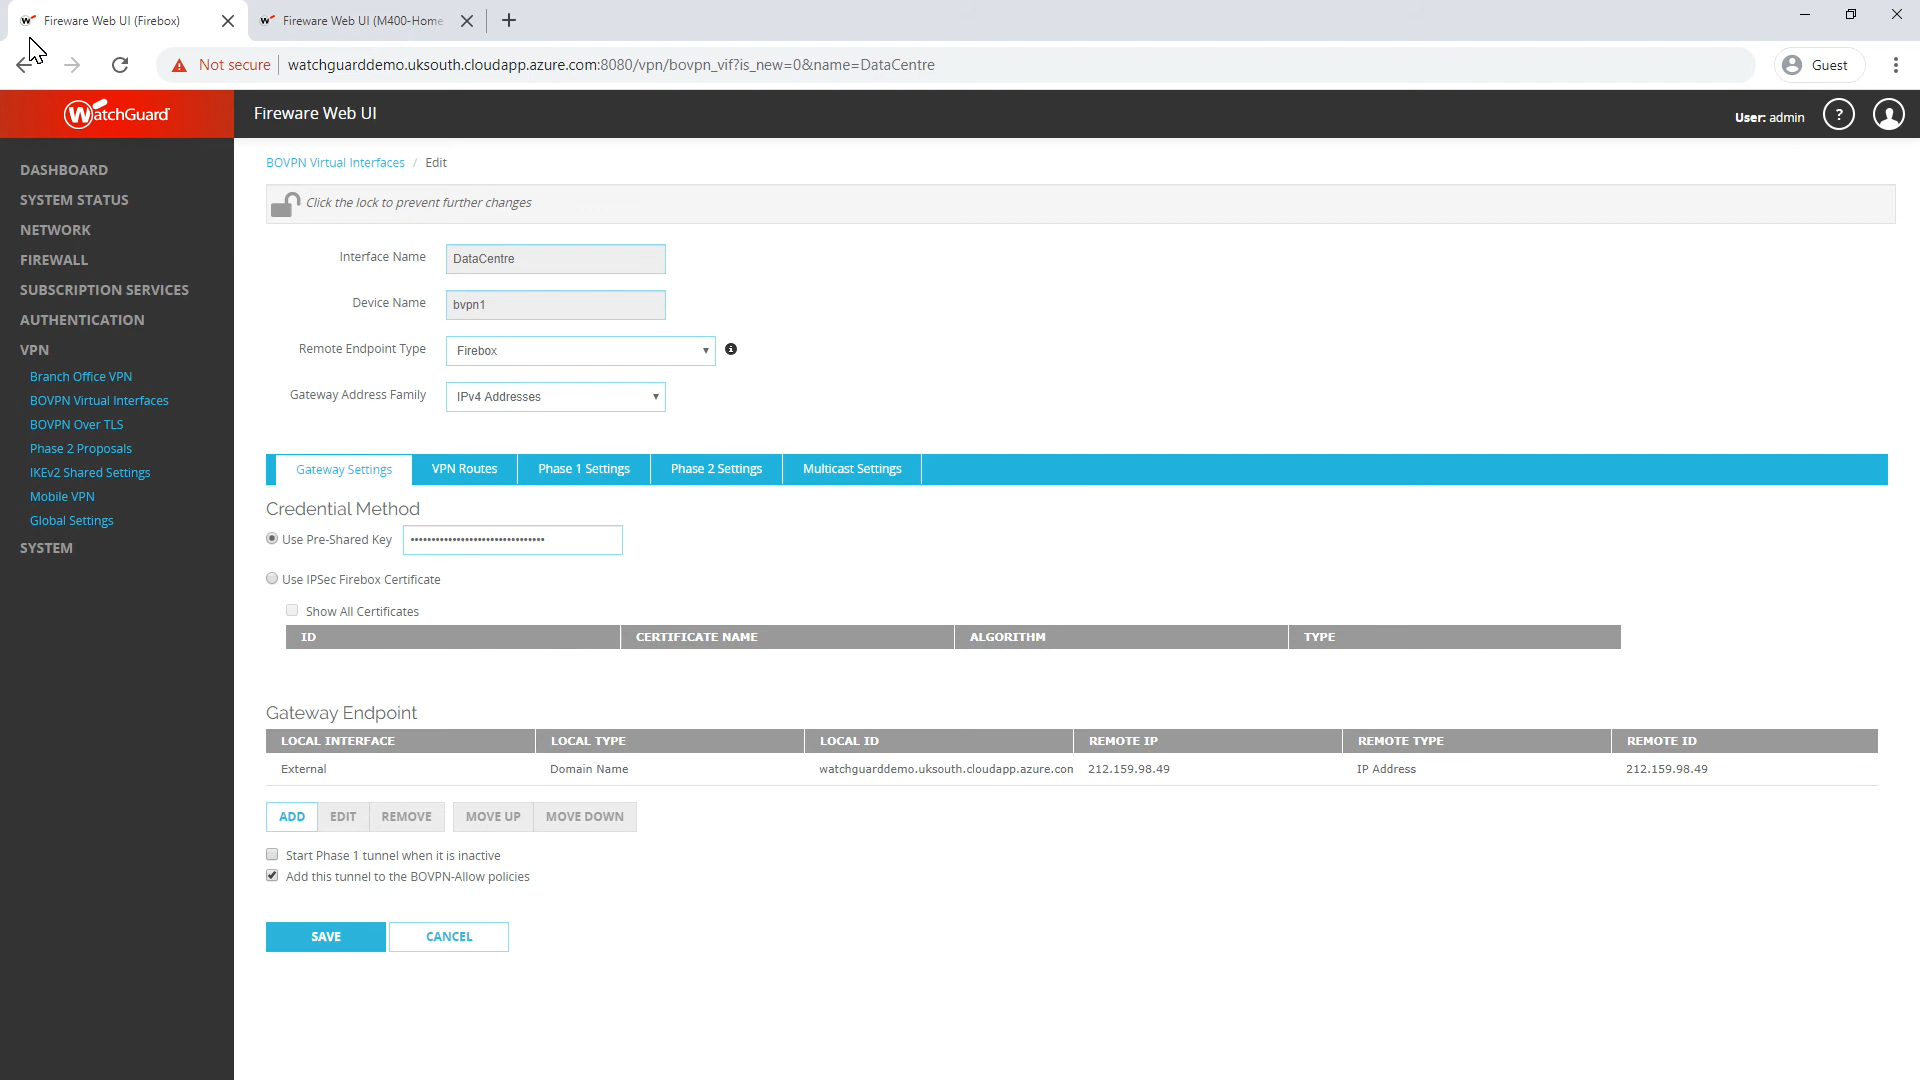 Fireware Web UI (Firebox)
Fireware Web UI (M400-Home
Not secure
watchguarddemo.uksouth.cloudapp.azure.com:8080/vpn/bovpn_vif?is_new=0&name=DataCentre
Guest
WatchGuard
Fireware Web UI
User: admin
?
DASHBOARD
SYSTEM STATUS
NETWORK
FIREWALL
SUBSCRIPTION SERVICES
AUTHENTICATION
VPN
Branch Office VPN
BOVPN Virtual Interfaces
BOVPN Over TLS
Phase 2 Proposals
IKEv2 Shared Settings
Mobile VPN
Global Settings
SYSTEM
BOVPN Virtual Interfaces / Edit
Click the lock to prevent further changes
Interface Name DataCentre
Device Name bvpn1
Remote Endpoint Type Firebox
Gateway Address Family IPv4 Addresses
Gateway Settings VPN Routes Phase 1 Settings Phase 2 Settings Multicast Settings
Credential Method
Use Pre-Shared Key ••••••••••••••••••••••••••••••••
Use IPSec Firebox Certificate
Show All Certificates
ID CERTIFICATE NAME ALGORITHM TYPE
Gateway Endpoint
LOCAL INTERFACE LOCAL TYPE LOCAL ID REMOTE IP REMOTE TYPE REMOTE ID
External Domain Name watchguarddemo.uksouth.cloudapp.azure.con 212.159.98.49 IP Address 212.159.98.49
ADD EDIT REMOVE MOVE UP MOVE DOWN
Start Phase 1 tunnel when it is inactive
Add this tunnel to the BOVPN-Allow policies
SAVE CANCEL